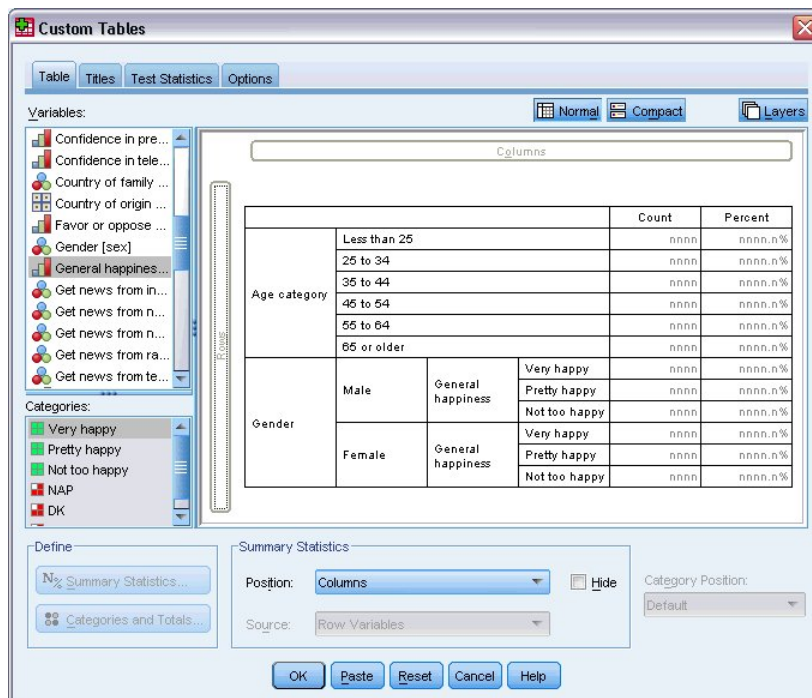 Custom Tables
Table Titles Test Statistics Options
Variables:
Normal Compact Layers
Confidence in pre...
Confidence in tele...
Country of family ...
Country of origin ...
Favor or oppose ...
Gender [sex]
General happines...
Get news from in...
Get news from n...
Get news from n...
Get news from ra...
Get news from te...
Categories:
Very happy
Pretty happy
Not too happy
NAP
DK
Columns
Rows
Count Percent
Age category
Less than 25 nnnn nnnn.n%
25 to 34 nnnn nnnn.n%
35 to 44 nnnn nnnn.n%
45 to 54 nnnn nnnn.n%
55 to 64 nnnn nnnn.n%
65 or older nnnn nnnn.n%
Gender
Male
General
happiness
Very happy nnnn nnnn.n%
Pretty happy nnnn nnnn.n%
Not too happy nnnn nnnn.n%
Female
General
happiness
Very happy nnnn nnnn.n%
Pretty happy nnnn nnnn.n%
Not too happy nnnn nnnn.n%
Define
N% Summary Statistics...
Categories and Totals...
Summary Statistics
Position: Columns Hide
Source: Row Variables
Category Position:
Default
OK Paste Reset Cancel Help